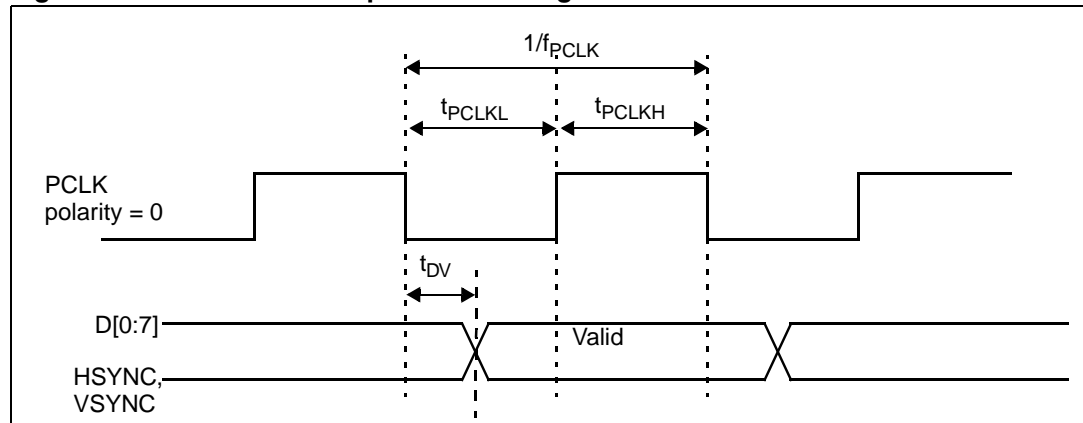 1/fPCLK
tPCLKL
tPCLKH
PCLK
polarity = 0
tDV
D[0:7]
Valid
HSYNC,
VSYNC